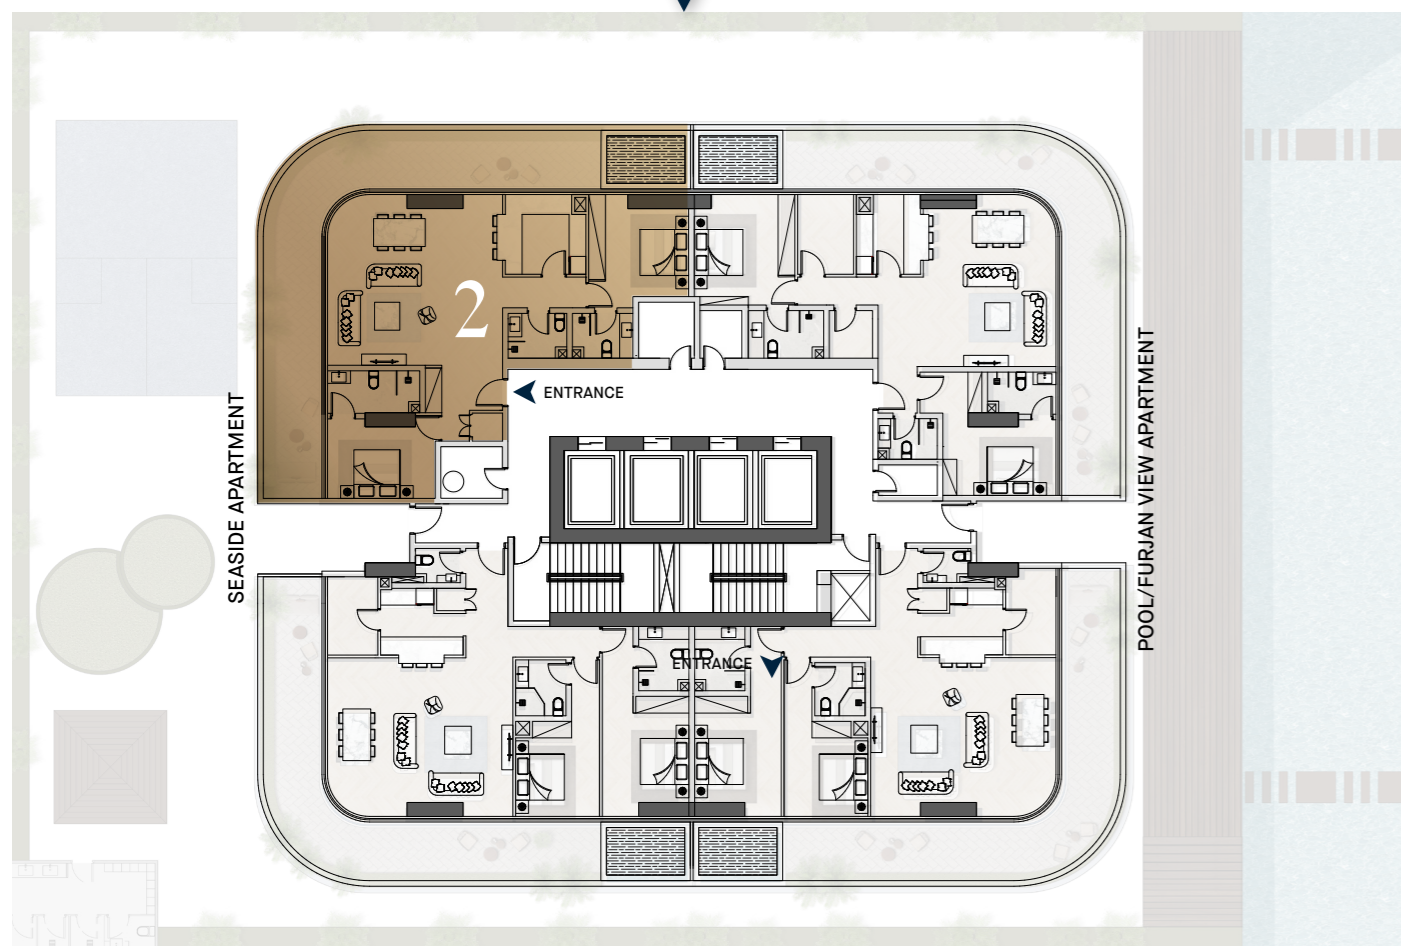 2
ENTRANCE
SEASIDE APARTMENT
POOL/FURJAN VIEW APARTMENT
ENTRANCE